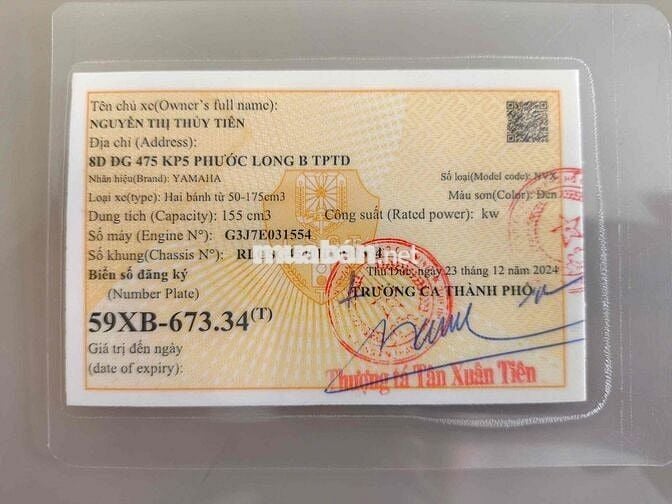 Tên chủ xe(Owner's full name):
NGUYỄN THỊ THÙY TIÊN
Địa chỉ (Address):
8D ĐG 475 KP5 PHƯỚC LONG B TPTD
Nhãn hiệu(Brand): YAMAHA Số loại(Model code): NVX
Loại xe(type): Hai bánh từ 50-175cm3 Màu sơn(Color): Đen
Dung tích (Capacity): 155 cm3 Công suất (Rated power): kw
Số máy (Engine N°): G3J7E031554
Số khung(Chassis N°):
muaban.net
Biển số đăng ký Thủ Đức, ngày 23 tháng 12 năm 2024
(Number Plate) TRƯỞNG CA THÀNH PHỐ
59XB-673.34(T)
Giá trị đến ngày
(date of expiry):
Thượng tá Tân Xuân Tiên